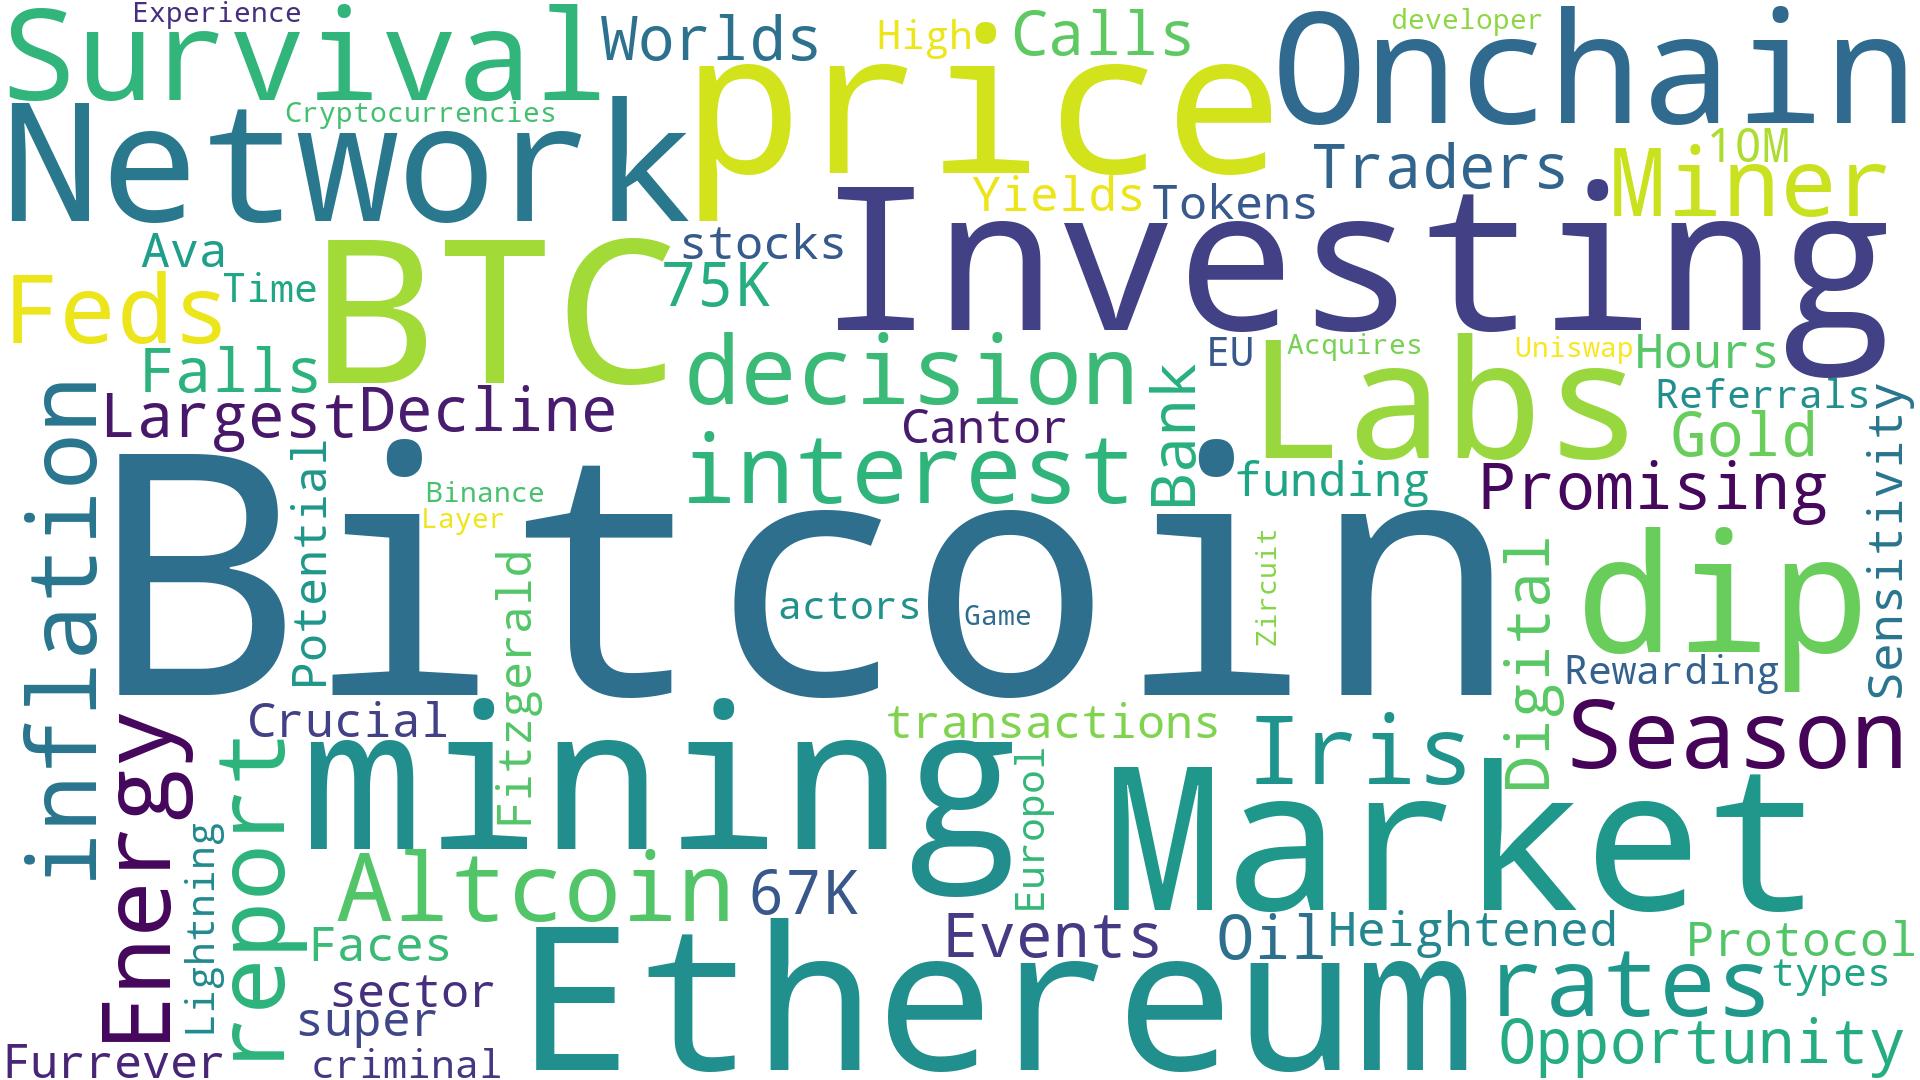 Experience
Survival
Worlds
High
Calls
developer
Onchain
price
Cryptocurrencies
Network
Traders
10M
Miner
Yields
Tokens
Investing
Ava
stocks
Time
75K
BTC
Feds
Falls
decision
EU
Acquires
Uniswap
Hours
Labs
Referrals
Largest
Decline
Cantor
Bank
Gold
inflation
interest
funding
Promising
Sensitivity
Potential
Binance
Layer
Bitcoin
actors
Game
Zircuit
Fitzgerald
Digital
dip
Rewarding
Crucial
transactions
Iris
Season
Energy
report
mining
Europol
Market
Lightning
Altcoin
67K
Faces
Events
Oil
Heightened
Protocol
sector
super
Ethereum
rates
types
Opportunity
Furrever
criminal